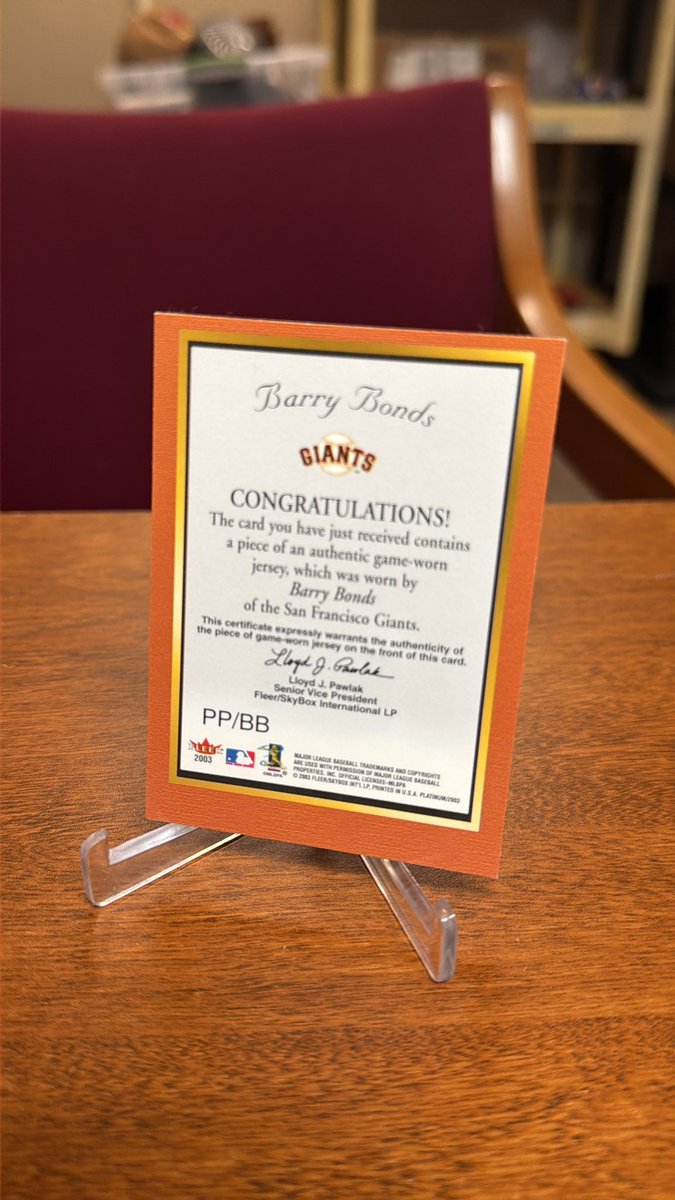 Barry Bonds
GIANTS
CONGRATULATIONS!
The card you have just received contains
a piece of an authentic game-worn
jersey, which was worn by
Barry Bonds
of the San Francisco Giants.
This certificate expressly warrants the authenticity of
the piece of game-worn jersey on the front of this card.
Lloyd J. Pawlak
Lloyd J. Pawlak
Senior Vice President
Fleer/SkyBox International LP
PP/BB
FLEER
2003
MLBPA
MAJOR LEAGUE BASEBALL TRADEMARKS AND COPYRIGHTS
ARE USED WITH PERMISSION OF MAJOR LEAGUE BASEBALL
PROPERTIES, INC. OFFICIAL LICENSEE–MLBPA
© 2003 FLEER/SKYBOX INT'L LP. PRINTED IN U.S.A. PLATINUM/2003